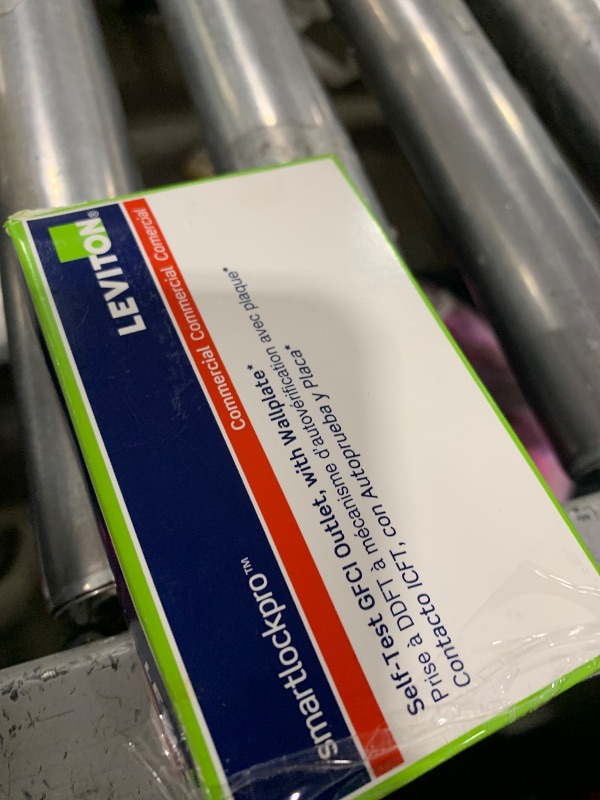 LEVITON®
Commercial Commercial Comercial
smartlockpro™
Self-Test GFCI Outlet, with Wallplate*
Prise à DDFT à mécanisme d'autovérification avec plaque*
Contacto ICFT, con Autoprueba y Placa*